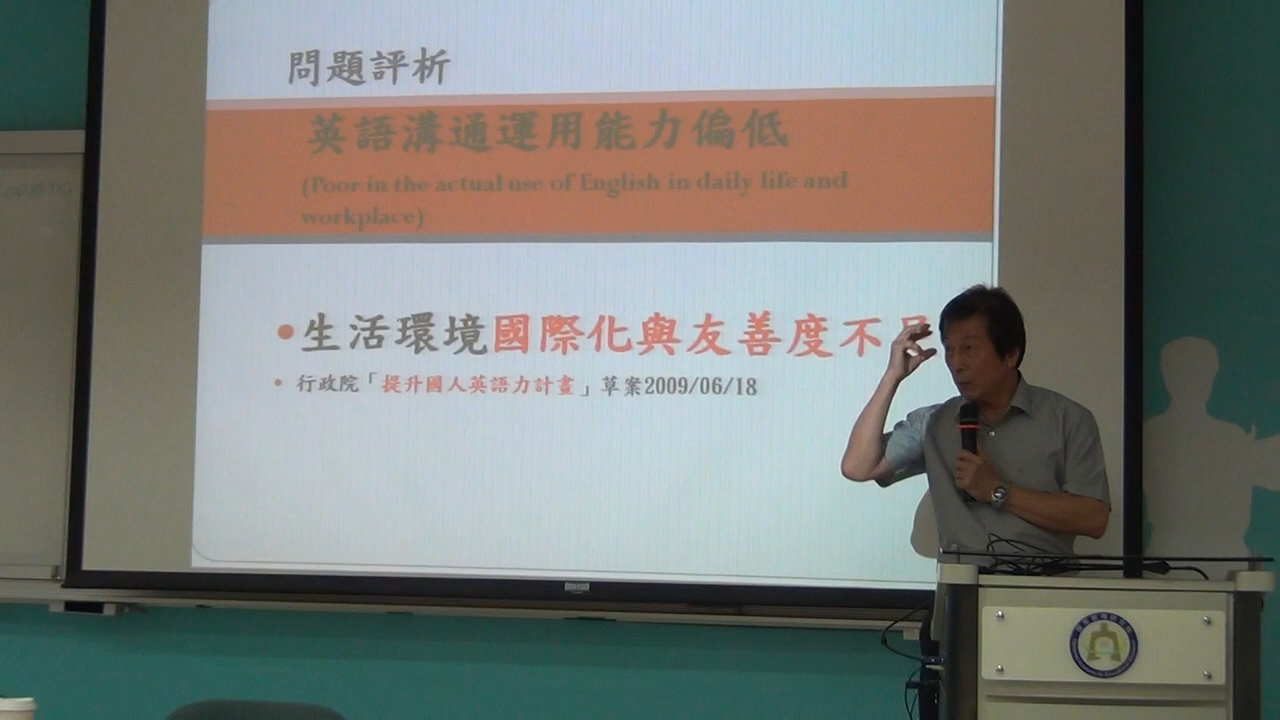 問題評析
英語溝通運用能力偏低
(Poor in the actual use of English in daily life and
workplace)
•生活環境國際化與友善度不
• 行政院「提升國人英語力計畫」草案2009/06/18